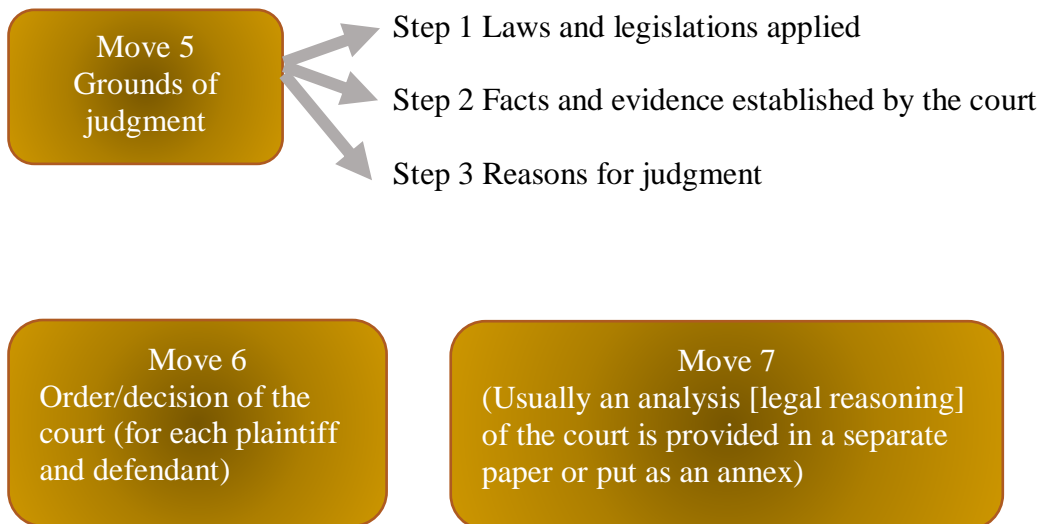 Move 5
Grounds of
judgment
Step 1 Laws and legislations applied
Step 2 Facts and evidence established by the court
Step 3 Reasons for judgment
Move 6
Order/decision of the
court (for each plaintiff
and defendant)
Move 7
(Usually an analysis [legal reasoning]
of the court is provided in a separate
paper or put as an annex)